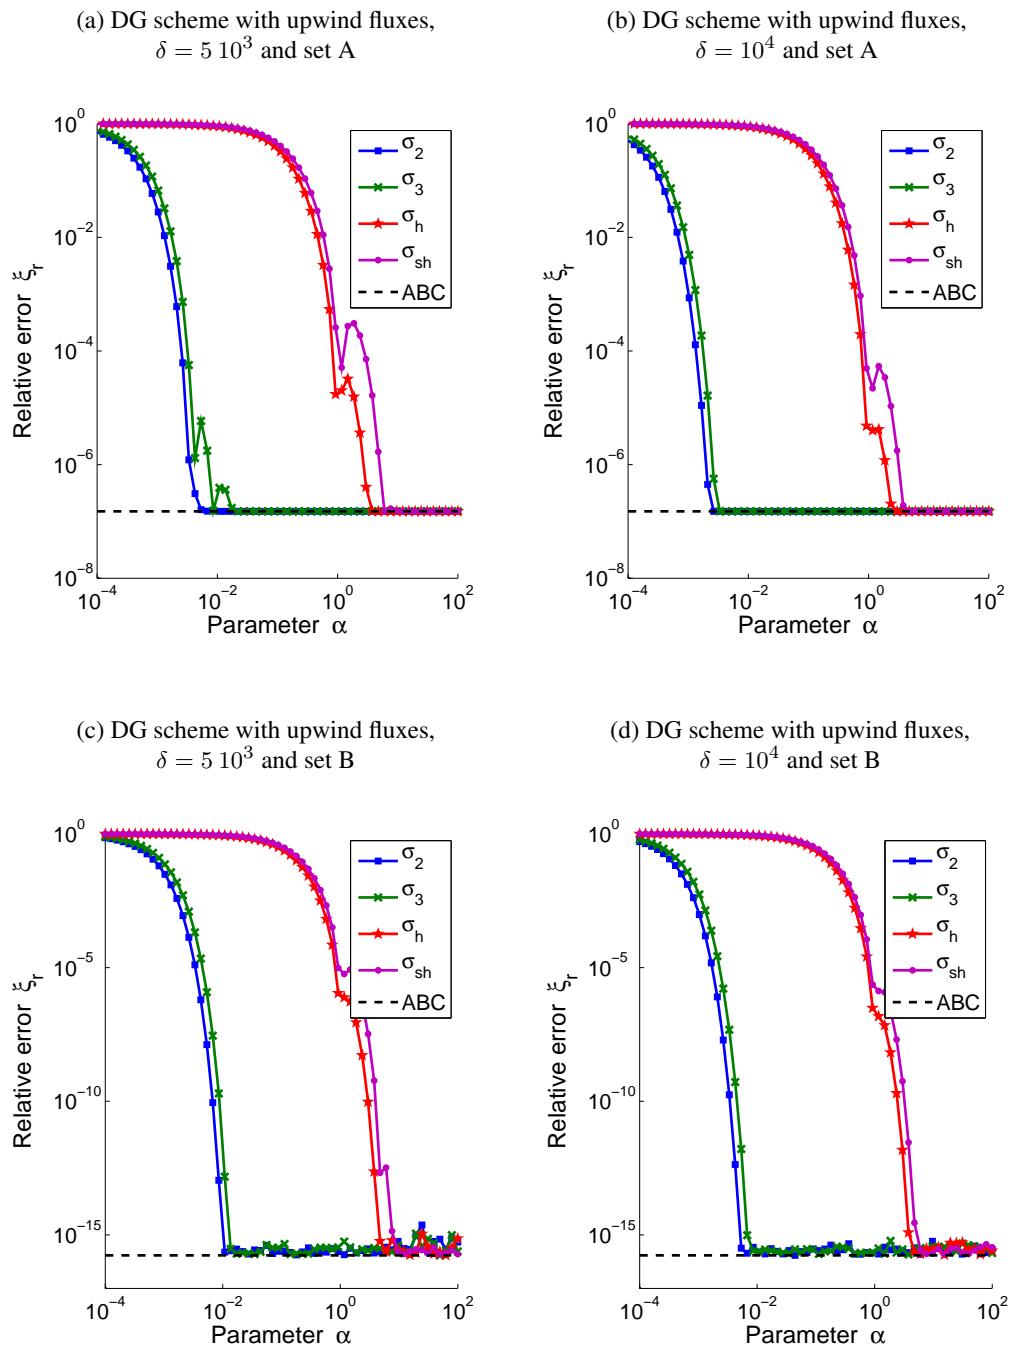 (a) DG scheme with upwind fluxes,
δ = 5 10³ and set A
10⁰
10⁻²
10⁻⁴
10⁻⁶
10⁻⁸
Relative error ξᵣ
σ₂
σ₃
σₕ
σₛₕ
ABC
10⁻⁴
10⁻²
10⁰
10²
Parameter α
(b) DG scheme with upwind fluxes,
δ = 10⁴ and set A
10⁰
10⁻²
10⁻⁴
10⁻⁶
10⁻⁸
Relative error ξᵣ
σ₂
σ₃
σₕ
σₛₕ
ABC
10⁻⁴
10⁻²
10⁰
10²
Parameter α
(c) DG scheme with upwind fluxes,
δ = 5 10³ and set B
10⁰
10⁻⁵
10⁻¹⁰
10⁻¹⁵
Relative error ξᵣ
σ₂
σ₃
σₕ
σₛₕ
ABC
10⁻⁴
10⁻²
10⁰
10²
Parameter α
(d) DG scheme with upwind fluxes,
δ = 10⁴ and set B
10⁰
10⁻⁵
10⁻¹⁰
10⁻¹⁵
Relative error ξᵣ
σ₂
σ₃
σₕ
σₛₕ
ABC
10⁻⁴
10⁻²
10⁰
10²
Parameter α